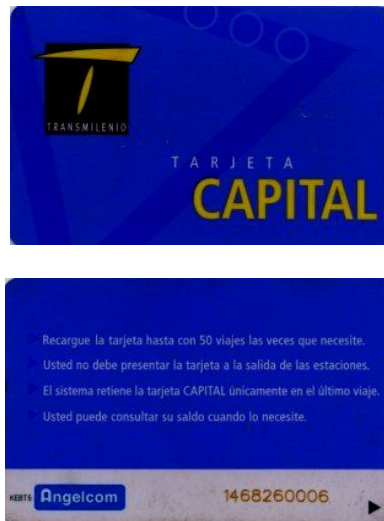 TRANSMILENIO
TARJETA
CAPITAL
Recargue la tarjeta hasta con 50 viajes las veces que necesite.
Usted no debe presentar la tarjeta a la salida de las estaciones.
El sistema retiene la tarjeta CAPITAL únicamente en el último viaje.
Usted puede consultar su saldo cuando lo necesite.
KEBTS Angelcom 1468260006